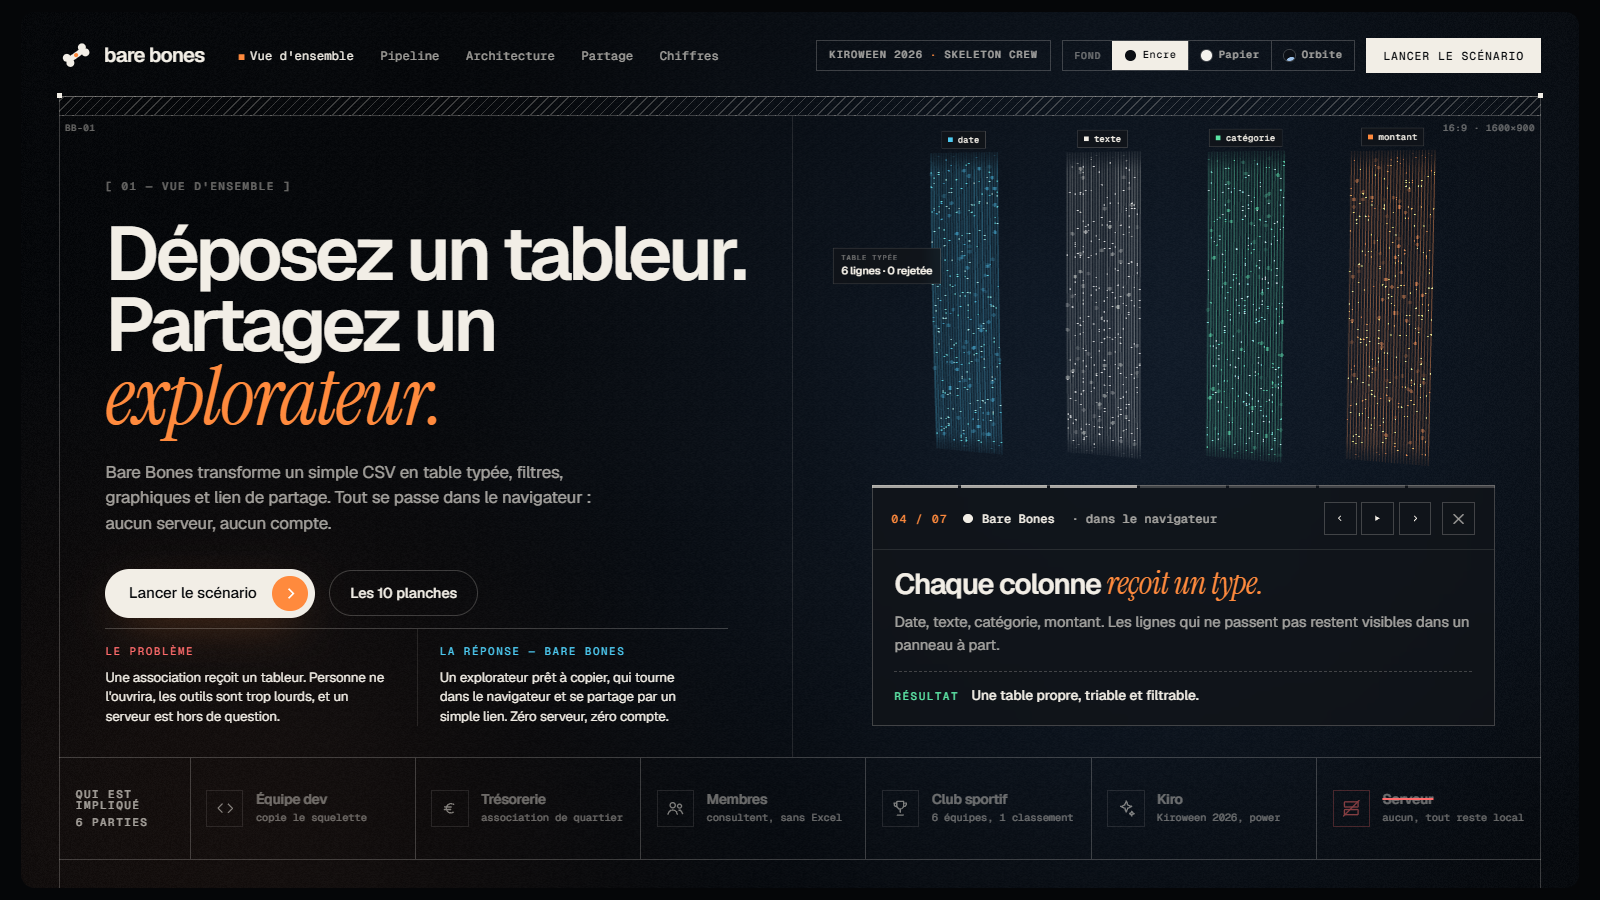 bare bones
Vue d'ensemble
Pipeline
Architecture
Partage
Chiffres
KIROWEEN 2026 · SKELETON CREW
FOND
Encre
Papier
Orbite
LANCER LE SCÉNARIO
BB-01
16:9 · 1600×900
[ 01 — VUE D'ENSEMBLE ]
Déposez un tableur.
Partagez un
explorateur.
Bare Bones transforme un simple CSV en table typée, filtres,
graphiques et lien de partage. Tout se passe dans le navigateur :
aucun serveur, aucun compte.
Lancer le scénario
Les 10 planches
LE PROBLÈME
Une association reçoit un tableur. Personne ne
l'ouvrira, les outils sont trop lourds, et un
serveur est hors de question.
LA RÉPONSE — BARE BONES
Un explorateur prêt à copier, qui tourne
dans le navigateur et se partage par un
simple lien. Zéro serveur, zéro compte.
date
texte
catégorie
montant
TABLE TYPÉE
6 lignes · 0 rejetée
04 / 07
Bare Bones · dans le navigateur
Chaque colonne reçoit un type.
Date, texte, catégorie, montant. Les lignes qui ne passent pas restent visibles dans un
panneau à part.
RÉSULTAT Une table propre, triable et filtrable.
QUI EST
IMPLIQUÉ
6 PARTIES
Équipe dev
copie le squelette
Trésorerie
association de quartier
Membres
consultent, sans Excel
Club sportif
6 équipes, 1 classement
Kiro
Kiroween 2026, power
Serveur
aucun, tout reste local